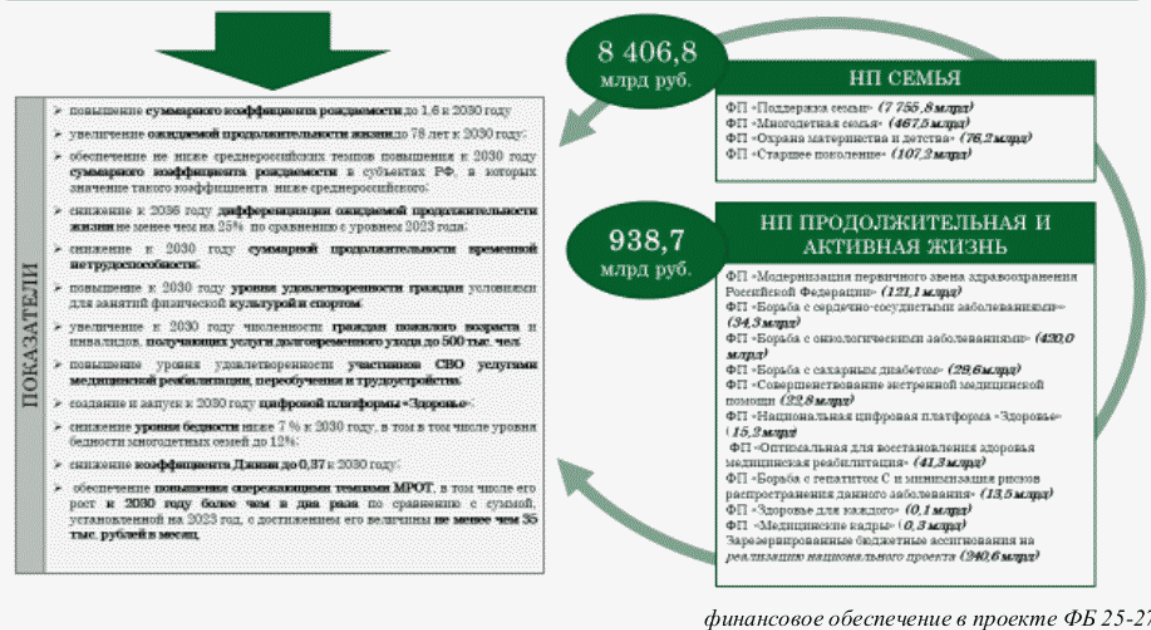 ПОКАЗАТЕЛИ
➢ повышение суммарного коэффициента рождаемости до 1,6 к 2030 году
➢ увеличение ожидаемой продолжительности жизни до 78 лет к 2030 году;
➢ обеспечение не ниже среднероссийских темпов повышения к 2030 году
суммарного коэффициента рождаемости в субъектах РФ, в которых
значение такого коэффициента ниже среднероссийского;
➢ снижение к 2036 году дифференциации ожидаемой продолжительности
жизни не менее чем на 25% по сравнению с уровнем 2023 года;
➢ снижение к 2030 году суммарной продолжительности временной
нетрудоспособности;
➢ повышение к 2030 году уровня удовлетворенности граждан условиями
для занятий физической культурой и спортом;
➢ увеличение к 2030 году численности граждан пожилого возраста и
инвалидов, получающих услуги долговременного ухода до 500 тыс. чел;
➢ повышение уровня удовлетворенности участников СВО услугами
медицинской реабилитации, переобучения и трудоустройства;
➢ создание и запуск к 2030 году цифровой платформы «Здоровье»;
➢ снижение уровня бедности ниже 7 % к 2030 году, в том в том числе уровня
бедности многодетных семей до 12%;
➢ снижение коэффициента Джини до 0,37 к 2030 году;
➢ обеспечение повышения опережающими темпами МРОТ, в том числе его
рост к 2030 году более чем в два раза по сравнению с суммой,
установленной на 2023 год, с достижением его величины не менее чем 35
тыс. рублей в месяц.
8 406,8
млрд руб.
НП СЕМЬЯ
ФП «Поддержка семьи» (7 755,8 млрд)
ФП «Многодетная семья» (467,5 млрд)
ФП «Охрана материнства и детства» (76,2 млрд)
ФП «Старшее поколение» (107,2 млрд)
938,7
млрд руб.
НП ПРОДОЛЖИТЕЛЬНАЯ И
АКТИВНАЯ ЖИЗНЬ
ФП «Модернизация первичного звена здравоохранения
Российской Федерации» (121,1 млрд)
ФП «Борьба с сердечно-сосудистыми заболеваниями»
(34,3 млрд)
ФП «Борьба с онкологическими заболеваниями» (420,0
млрд)
ФП «Борьба с сахарным диабетом» (29,6 млрд)
ФП «Совершенствование экстренной медицинской
помощи (22,8 млрд)
ФП «Национальная цифровая платформа «Здоровье»
(15,2 млрд)
ФП «Оптимальная для восстановления здоровья
медицинская реабилитация» (41,3 млрд)
ФП «Борьба с гепатитом С и минимизация рисков
распространения данного заболевания» (13,5 млрд)
ФП «Здоровье для каждого» (0,1 млрд)
ФП «Медицинские кадры» (0,3 млрд)
Зарезервированные бюджетные ассигнования на
реализацию национального проекта (240,6 млрд)
финансовое обеспечение в проекте ФБ 25-27